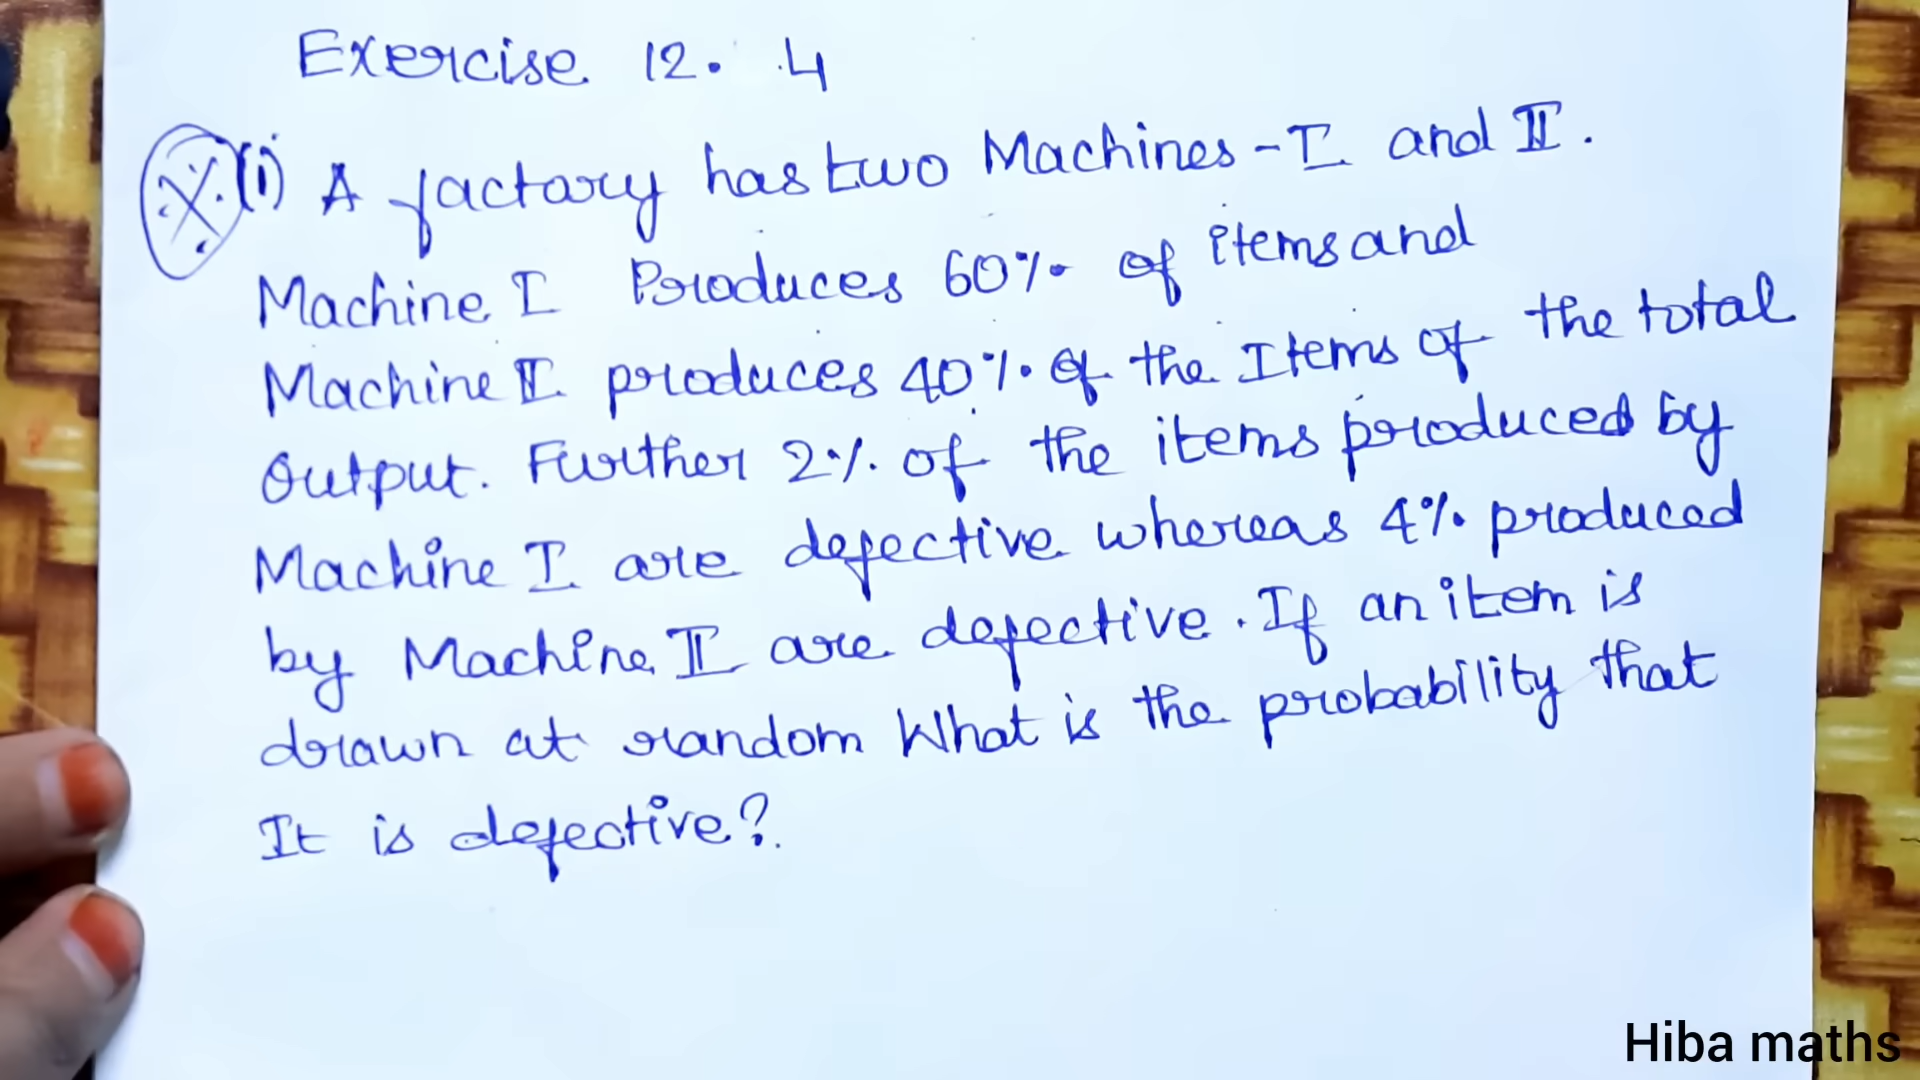 Exercise 12. 4
(1) A factory has two Machines - I and II.
Machine I Produces 60% of items and
Machine II produces 40% of the Items of the total
Output. Further 2% of the items produced by
Machine I are defective whereas 4% produced
by Machine II are defective. If an item is
drawn at random What is the probability that
It is defective?
Hiba maths